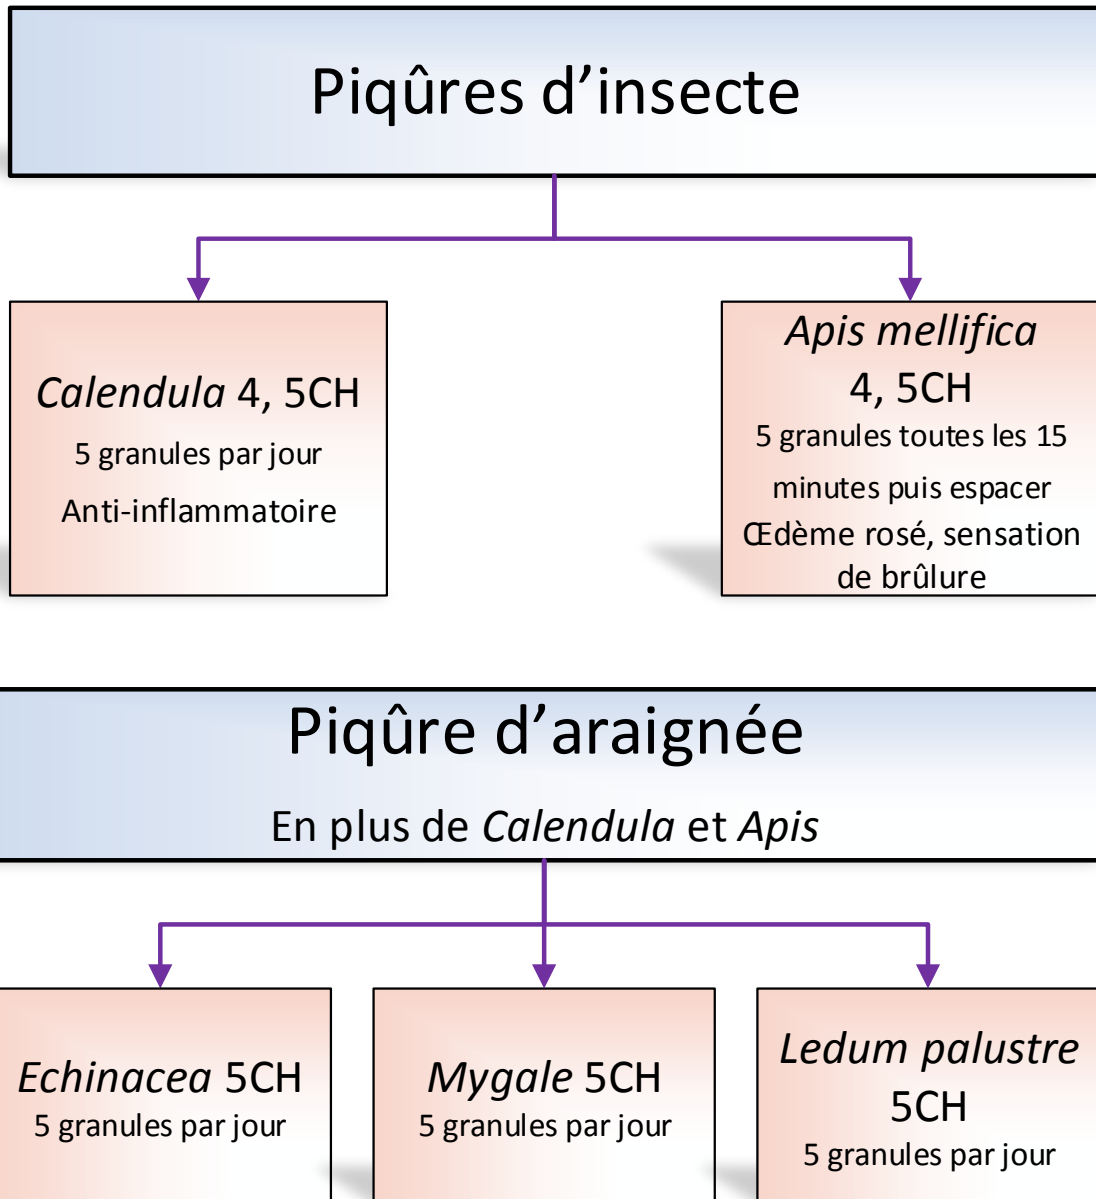 Piqûres d’insecte
Calendula 4, 5CH
5 granules par jour
Anti-inflammatoire
Apis mellifica
4, 5CH
5 granules toutes les 15
minutes puis espacer
Œdème rosé, sensation
de brûlure
Piqûre d’araignée
En plus de Calendula et Apis
Echinacea 5CH
5 granules par jour
Mygale 5CH
5 granules par jour
Ledum palustre
5CH
5 granules par jour